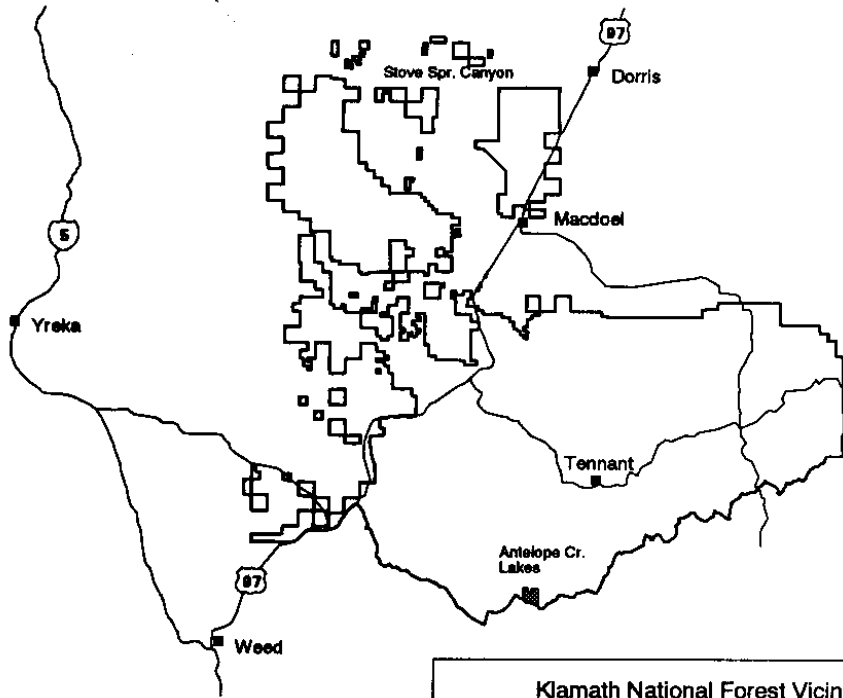 97
Dorris
Stove Spr. Canyon
Macdoel
5
Yreka
Tennant
Antelope Cr.
Lakes
97
Weed
Klamath National Forest Vicin